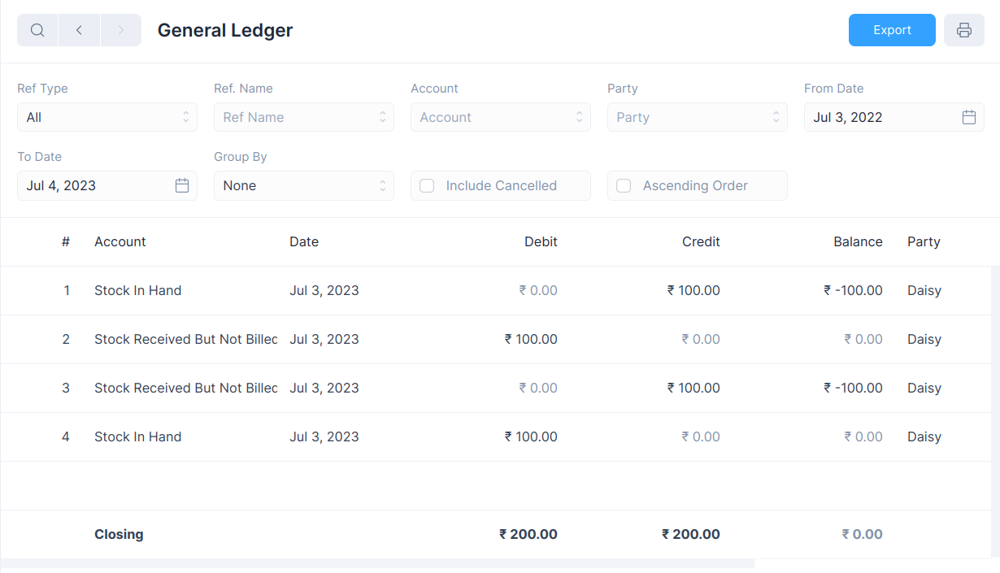 General Ledger
Export
Ref Type Ref. Name Account Party From Date
All Ref Name Account Party Jul 3, 2022
To Date Group By
Jul 4, 2023 None Include Cancelled Ascending Order
# Account Date Debit Credit Balance Party
1 Stock In Hand Jul 3, 2023 ₹ 0.00 ₹ 100.00 ₹ -100.00 Daisy
2 Stock Received But Not Billed Jul 3, 2023 ₹ 100.00 ₹ 0.00 ₹ 0.00 Daisy
3 Stock Received But Not Billed Jul 3, 2023 ₹ 0.00 ₹ 100.00 ₹ -100.00 Daisy
4 Stock In Hand Jul 3, 2023 ₹ 100.00 ₹ 0.00 ₹ 0.00 Daisy
Closing ₹ 200.00 ₹ 200.00 ₹ 0.00